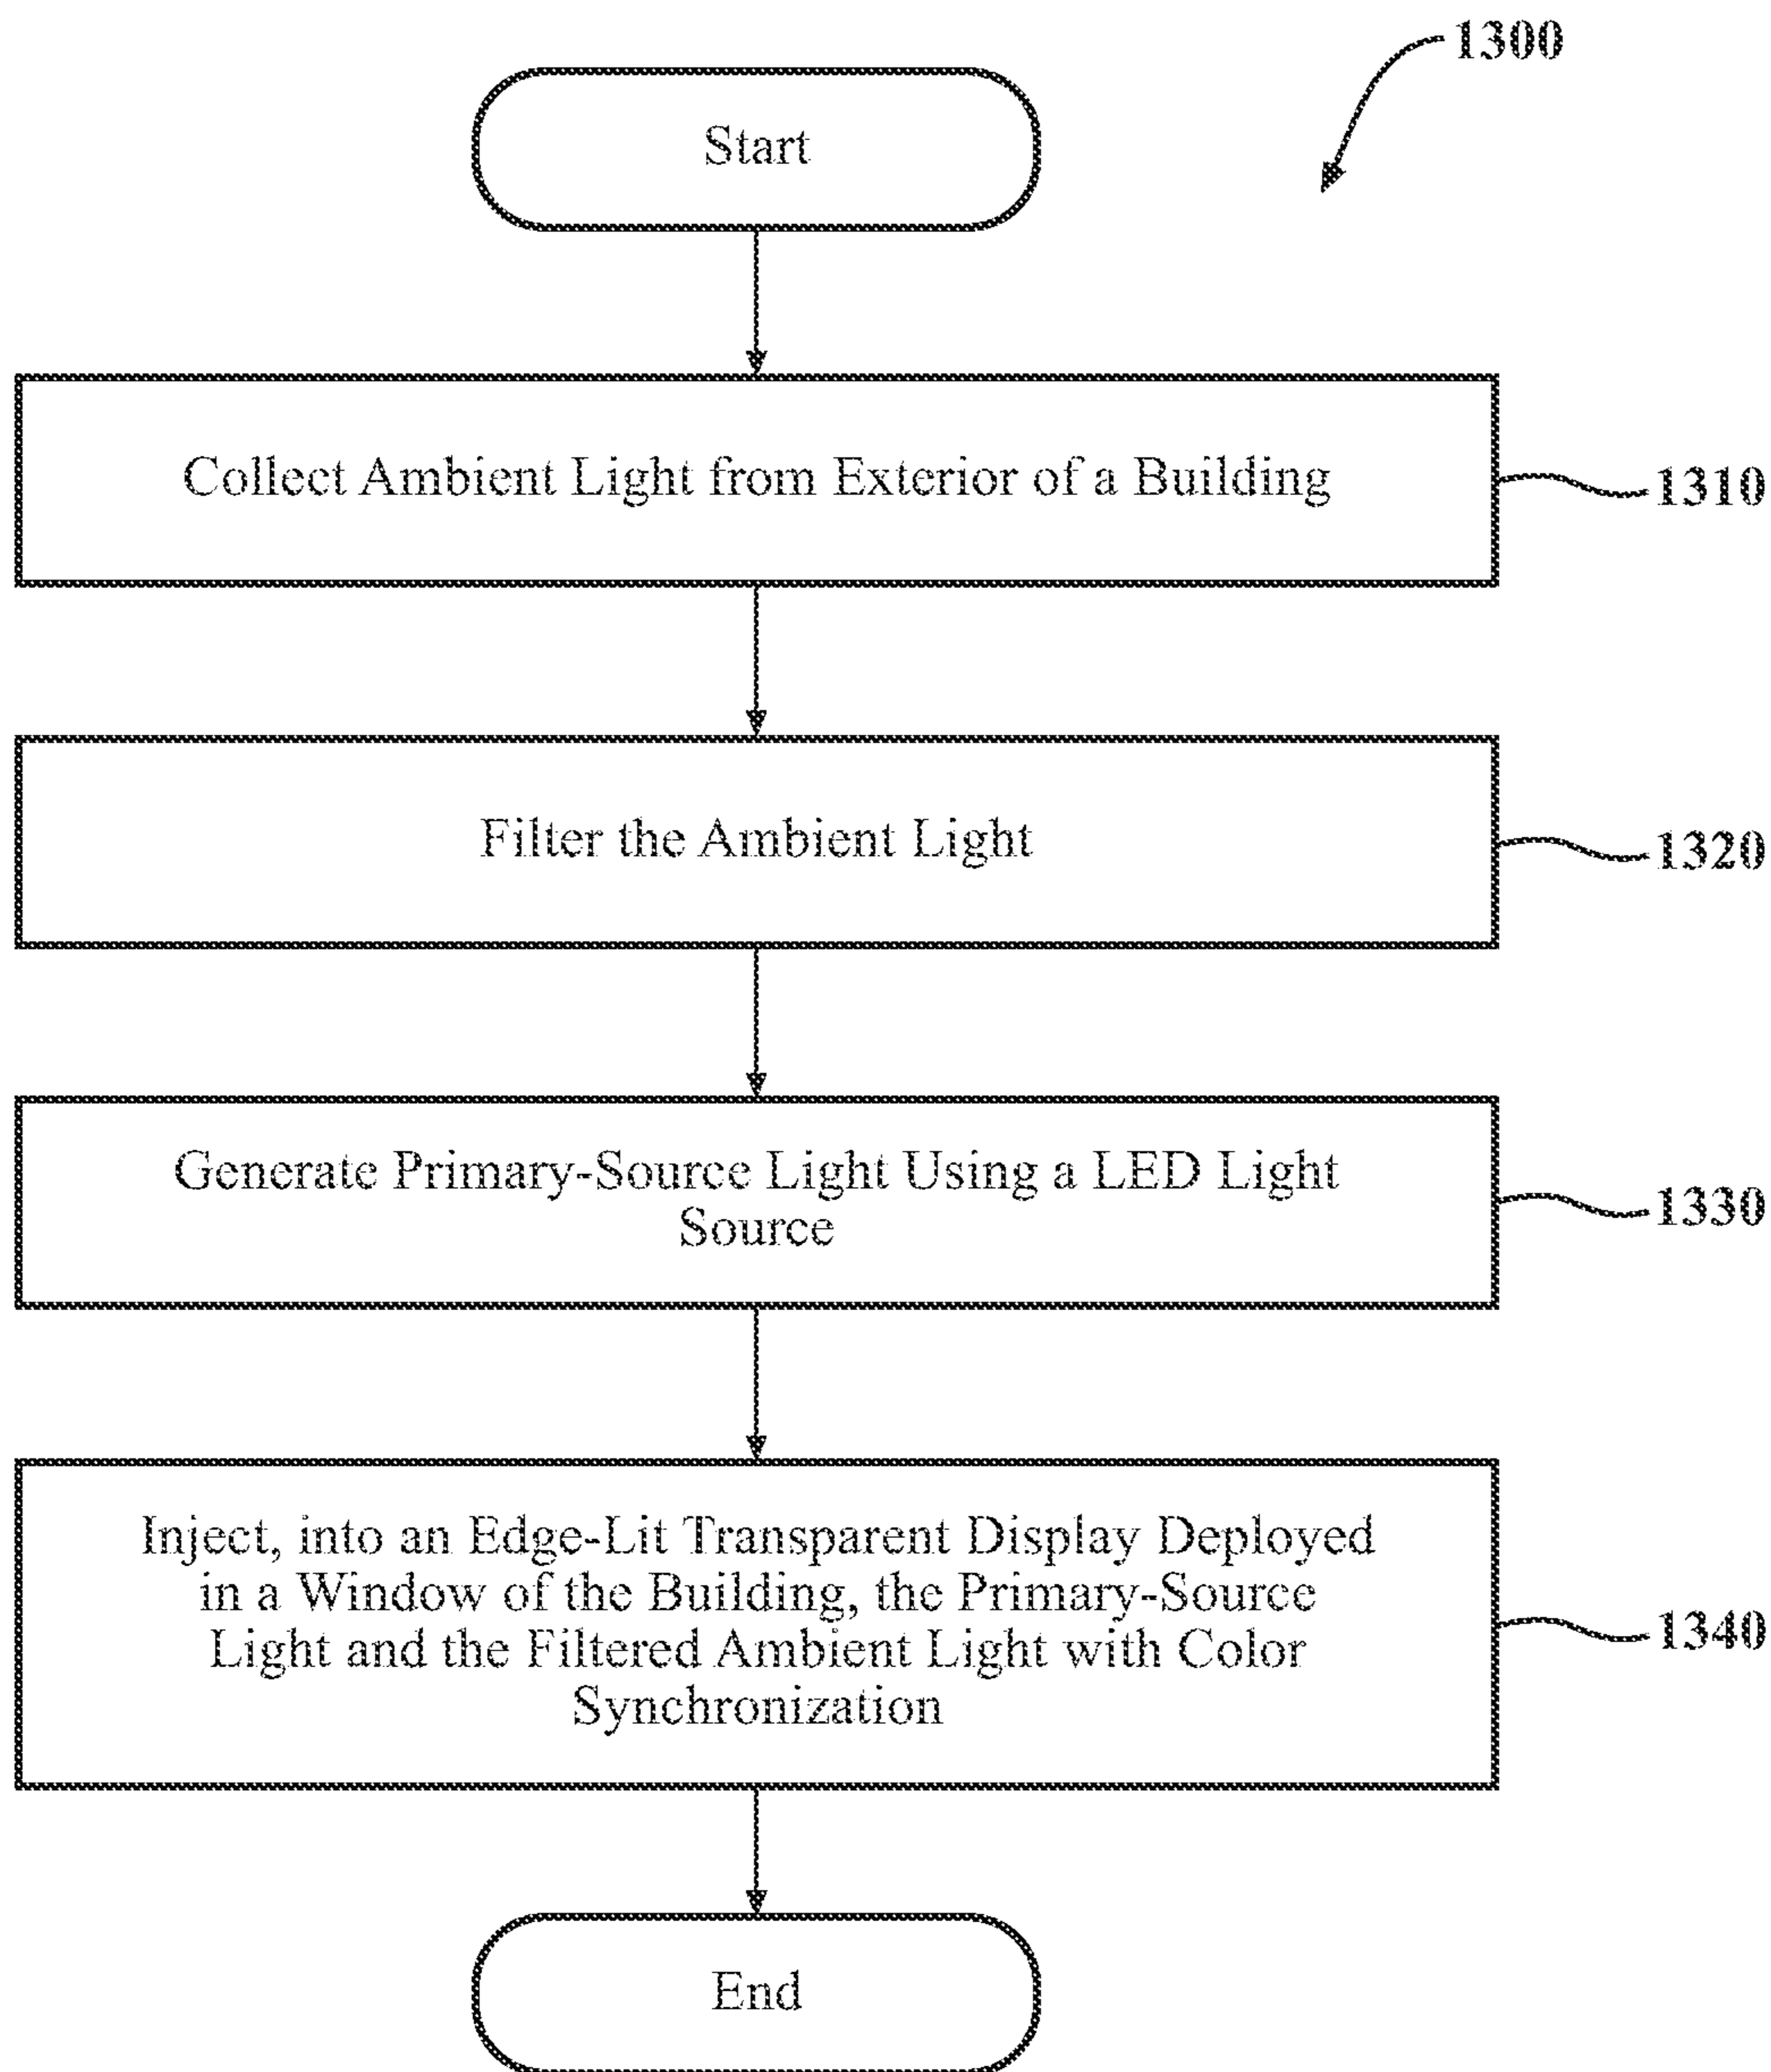 1300
Start
Collect Ambient Light from Exterior of a Building
1310
Filter the Ambient Light
1320
Generate Primary-Source Light Using a LED Light
Source
1330
Inject, into an Edge-Lit Transparent Display Deployed
in a Window of the Building, the Primary-Source
Light and the Filtered Ambient Light with Color
Synchronization
1340
End